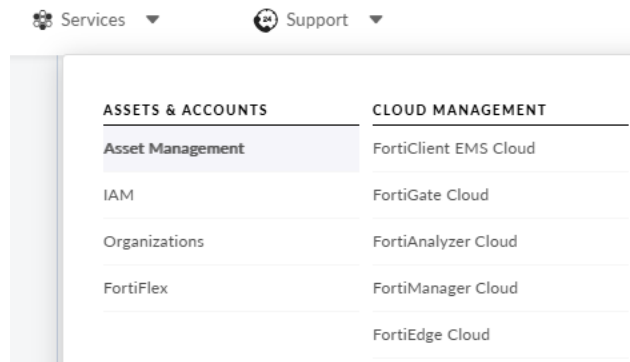 Services
Support
ASSETS & ACCOUNTS
Asset Management
IAM
Organizations
FortiFlex
CLOUD MANAGEMENT
FortiClient EMS Cloud
FortiGate Cloud
FortiAnalyzer Cloud
FortiManager Cloud
FortiEdge Cloud